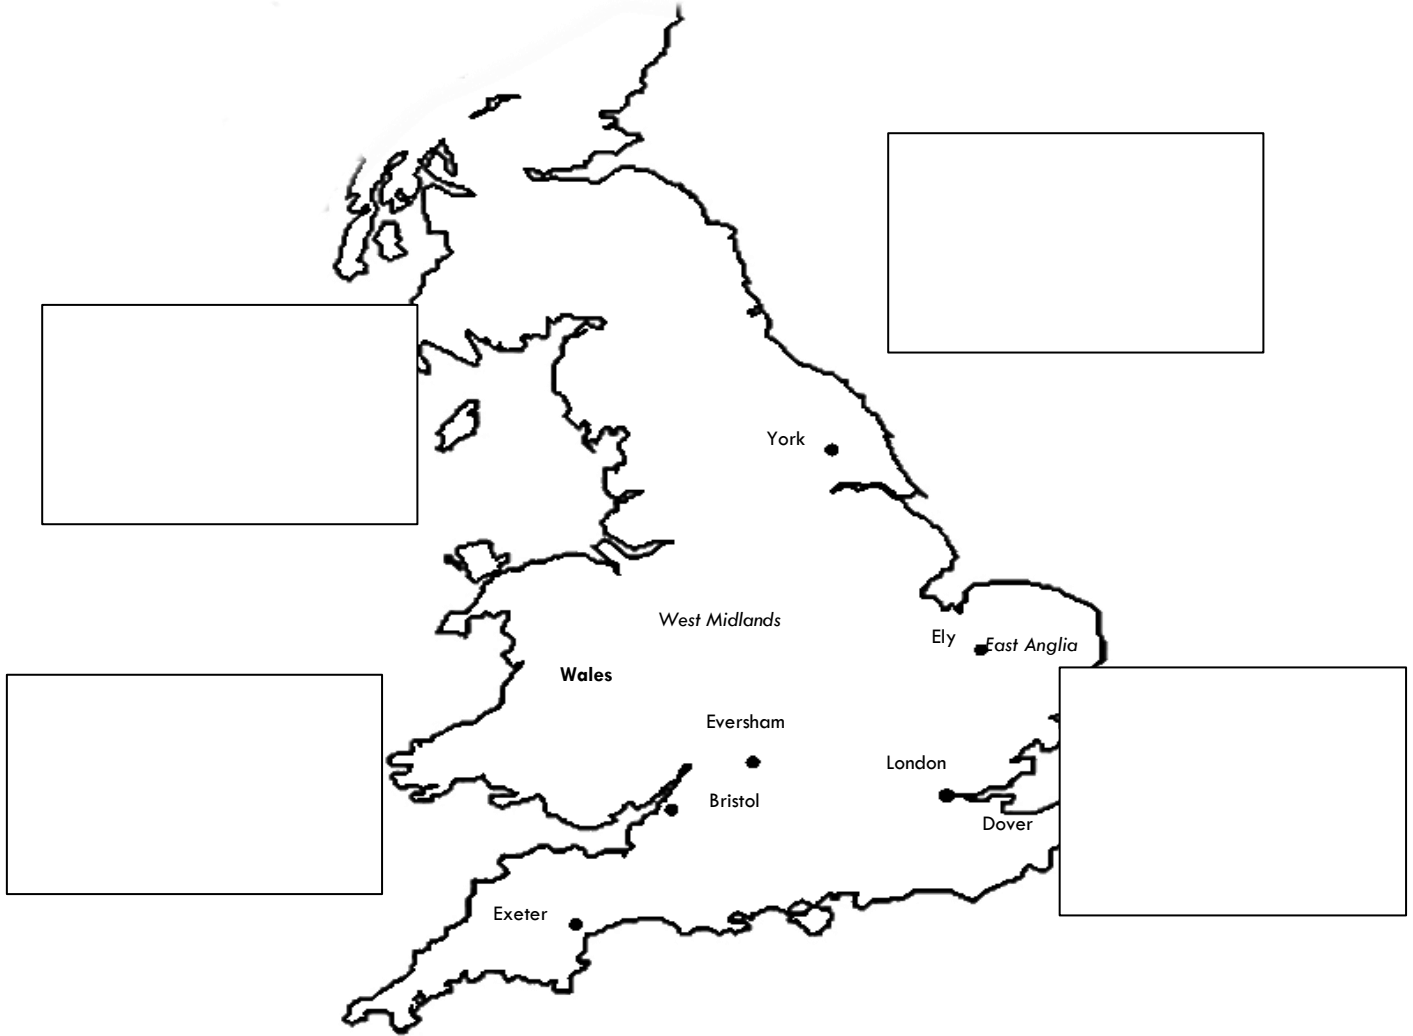 York
West Midlands
Ely
East Anglia
Wales
Eversham
London
Bristol
Dover
Exeter